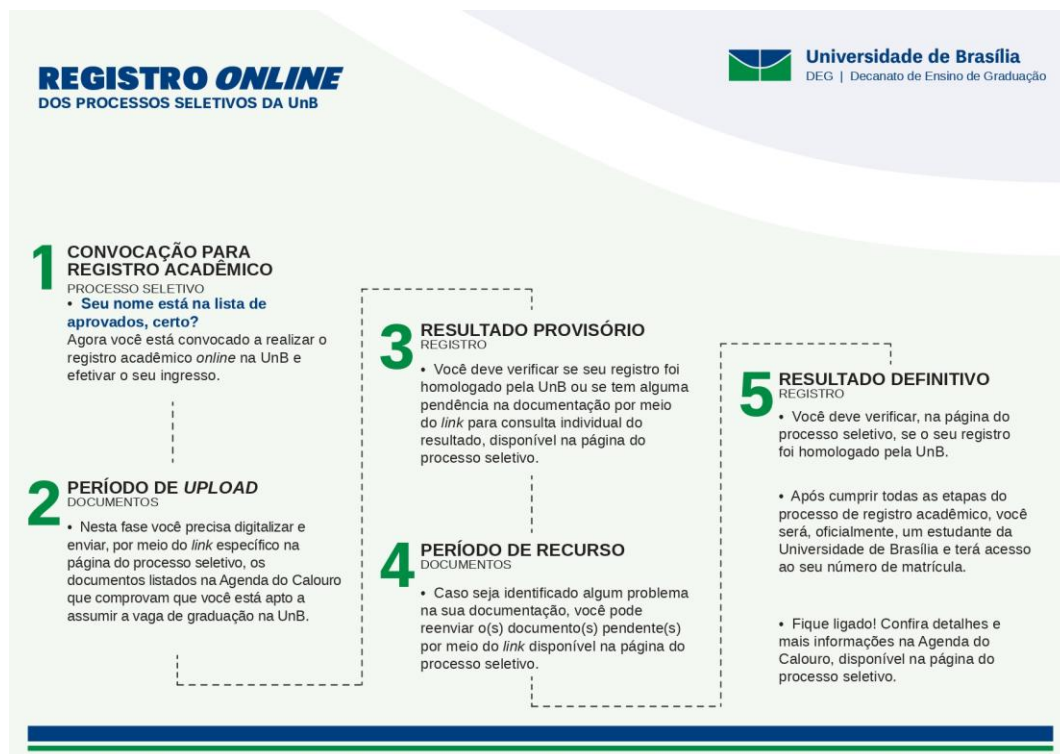 REGISTRO ONLINE
DOS PROCESSOS SELETIVOS DA UnB
Universidade de Brasília
DEG | Decanato de Ensino de Graduação
1
CONVOCAÇÃO PARA
REGISTRO ACADÊMICO
PROCESSO SELETIVO
• Seu nome está na lista de
aprovados, certo?
Agora você está convocado a realizar o
registro acadêmico online na UnB e
efetivar o seu ingresso.
2
PERÍODO DE UPLOAD
DOCUMENTOS
• Nesta fase você precisa digitalizar e
enviar, por meio do link específico na
página do processo seletivo, os
documentos listados na Agenda do Calouro
que comprovam que você está apto a
assumir a vaga de graduação na UnB.
3
RESULTADO PROVISÓRIO
REGISTRO
• Você deve verificar se seu registro foi
homologado pela UnB ou se tem alguma
pendência na documentação por meio
do link para consulta individual do
resultado, disponível na página do
processo seletivo.
4
PERÍODO DE RECURSO
DOCUMENTOS
• Caso seja identificado algum problema
na sua documentação, você pode
reenviar o(s) documento(s) pendente(s)
por meio do link disponível na página do
processo seletivo.
5
RESULTADO DEFINITIVO
REGISTRO
• Você deve verificar, na página do
processo seletivo, se o seu registro
foi homologado pela UnB.
• Após cumprir todas as etapas do
processo de registro acadêmico, você
será, oficialmente, um estudante da
Universidade de Brasília e terá acesso
ao seu número de matrícula.
• Fique ligado! Confira detalhes e
mais informações na Agenda do
Calouro, disponível na página do
processo seletivo.